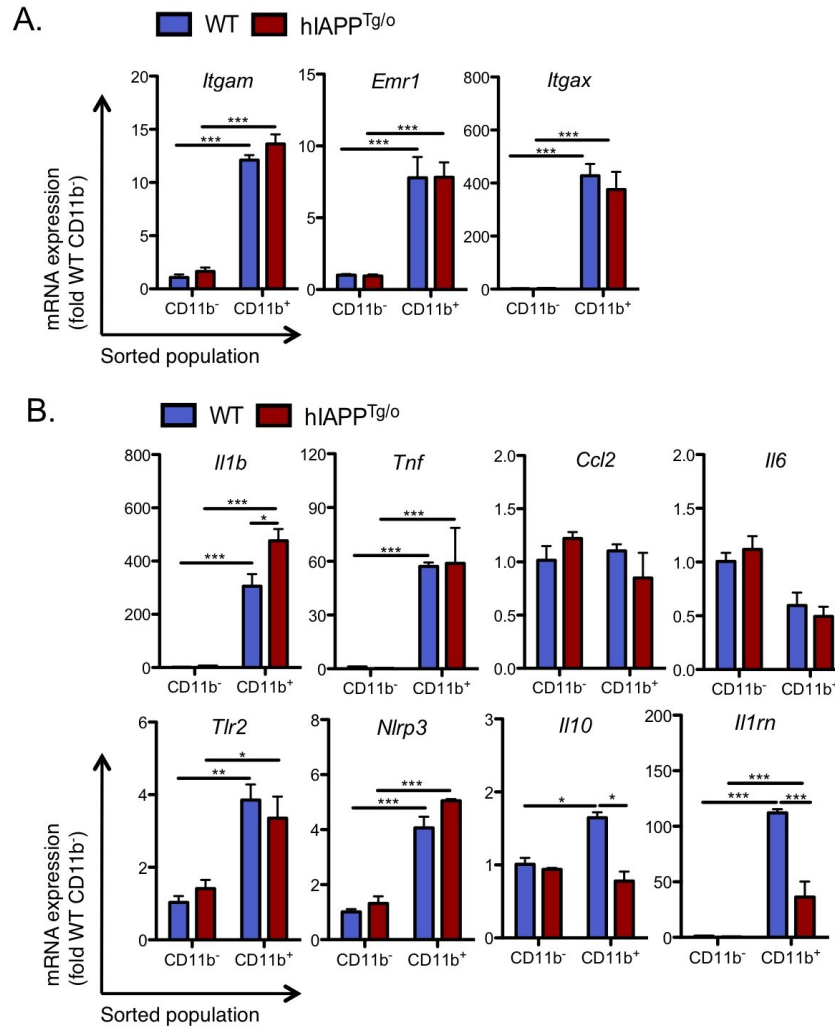 A.
WT hIAPPTg/o
Itgam Emr1 Itgax
20 15 10 5 0
15 10 5 0
800 600 400 200 0
*** ***
*** ***
*** ***
CD11b- CD11b+ CD11b- CD11b+ CD11b- CD11b+
mRNA expression
(fold WT CD11b-)
Sorted population
B.
WT hIAPPTg/o
Il1b Tnf Ccl2 Il6
800 600 400 200 0
120 90 60 30 0
2.0 1.5 1.0 0.5 0.0
2.0 1.5 1.0 0.5 0.0
*** * ***
*** ***
CD11b- CD11b+ CD11b- CD11b+ CD11b- CD11b+ CD11b- CD11b+
Tlr2 Nlrp3 Il10 Il1rn
6 4 2 0
8 6 4 2 0
3 2 1 0
200 150 100 50 0
* **
*** ***
* *
*** *** ***
CD11b- CD11b+ CD11b- CD11b+ CD11b- CD11b+ CD11b- CD11b+
mRNA expression
(fold WT CD11b-)
Sorted population